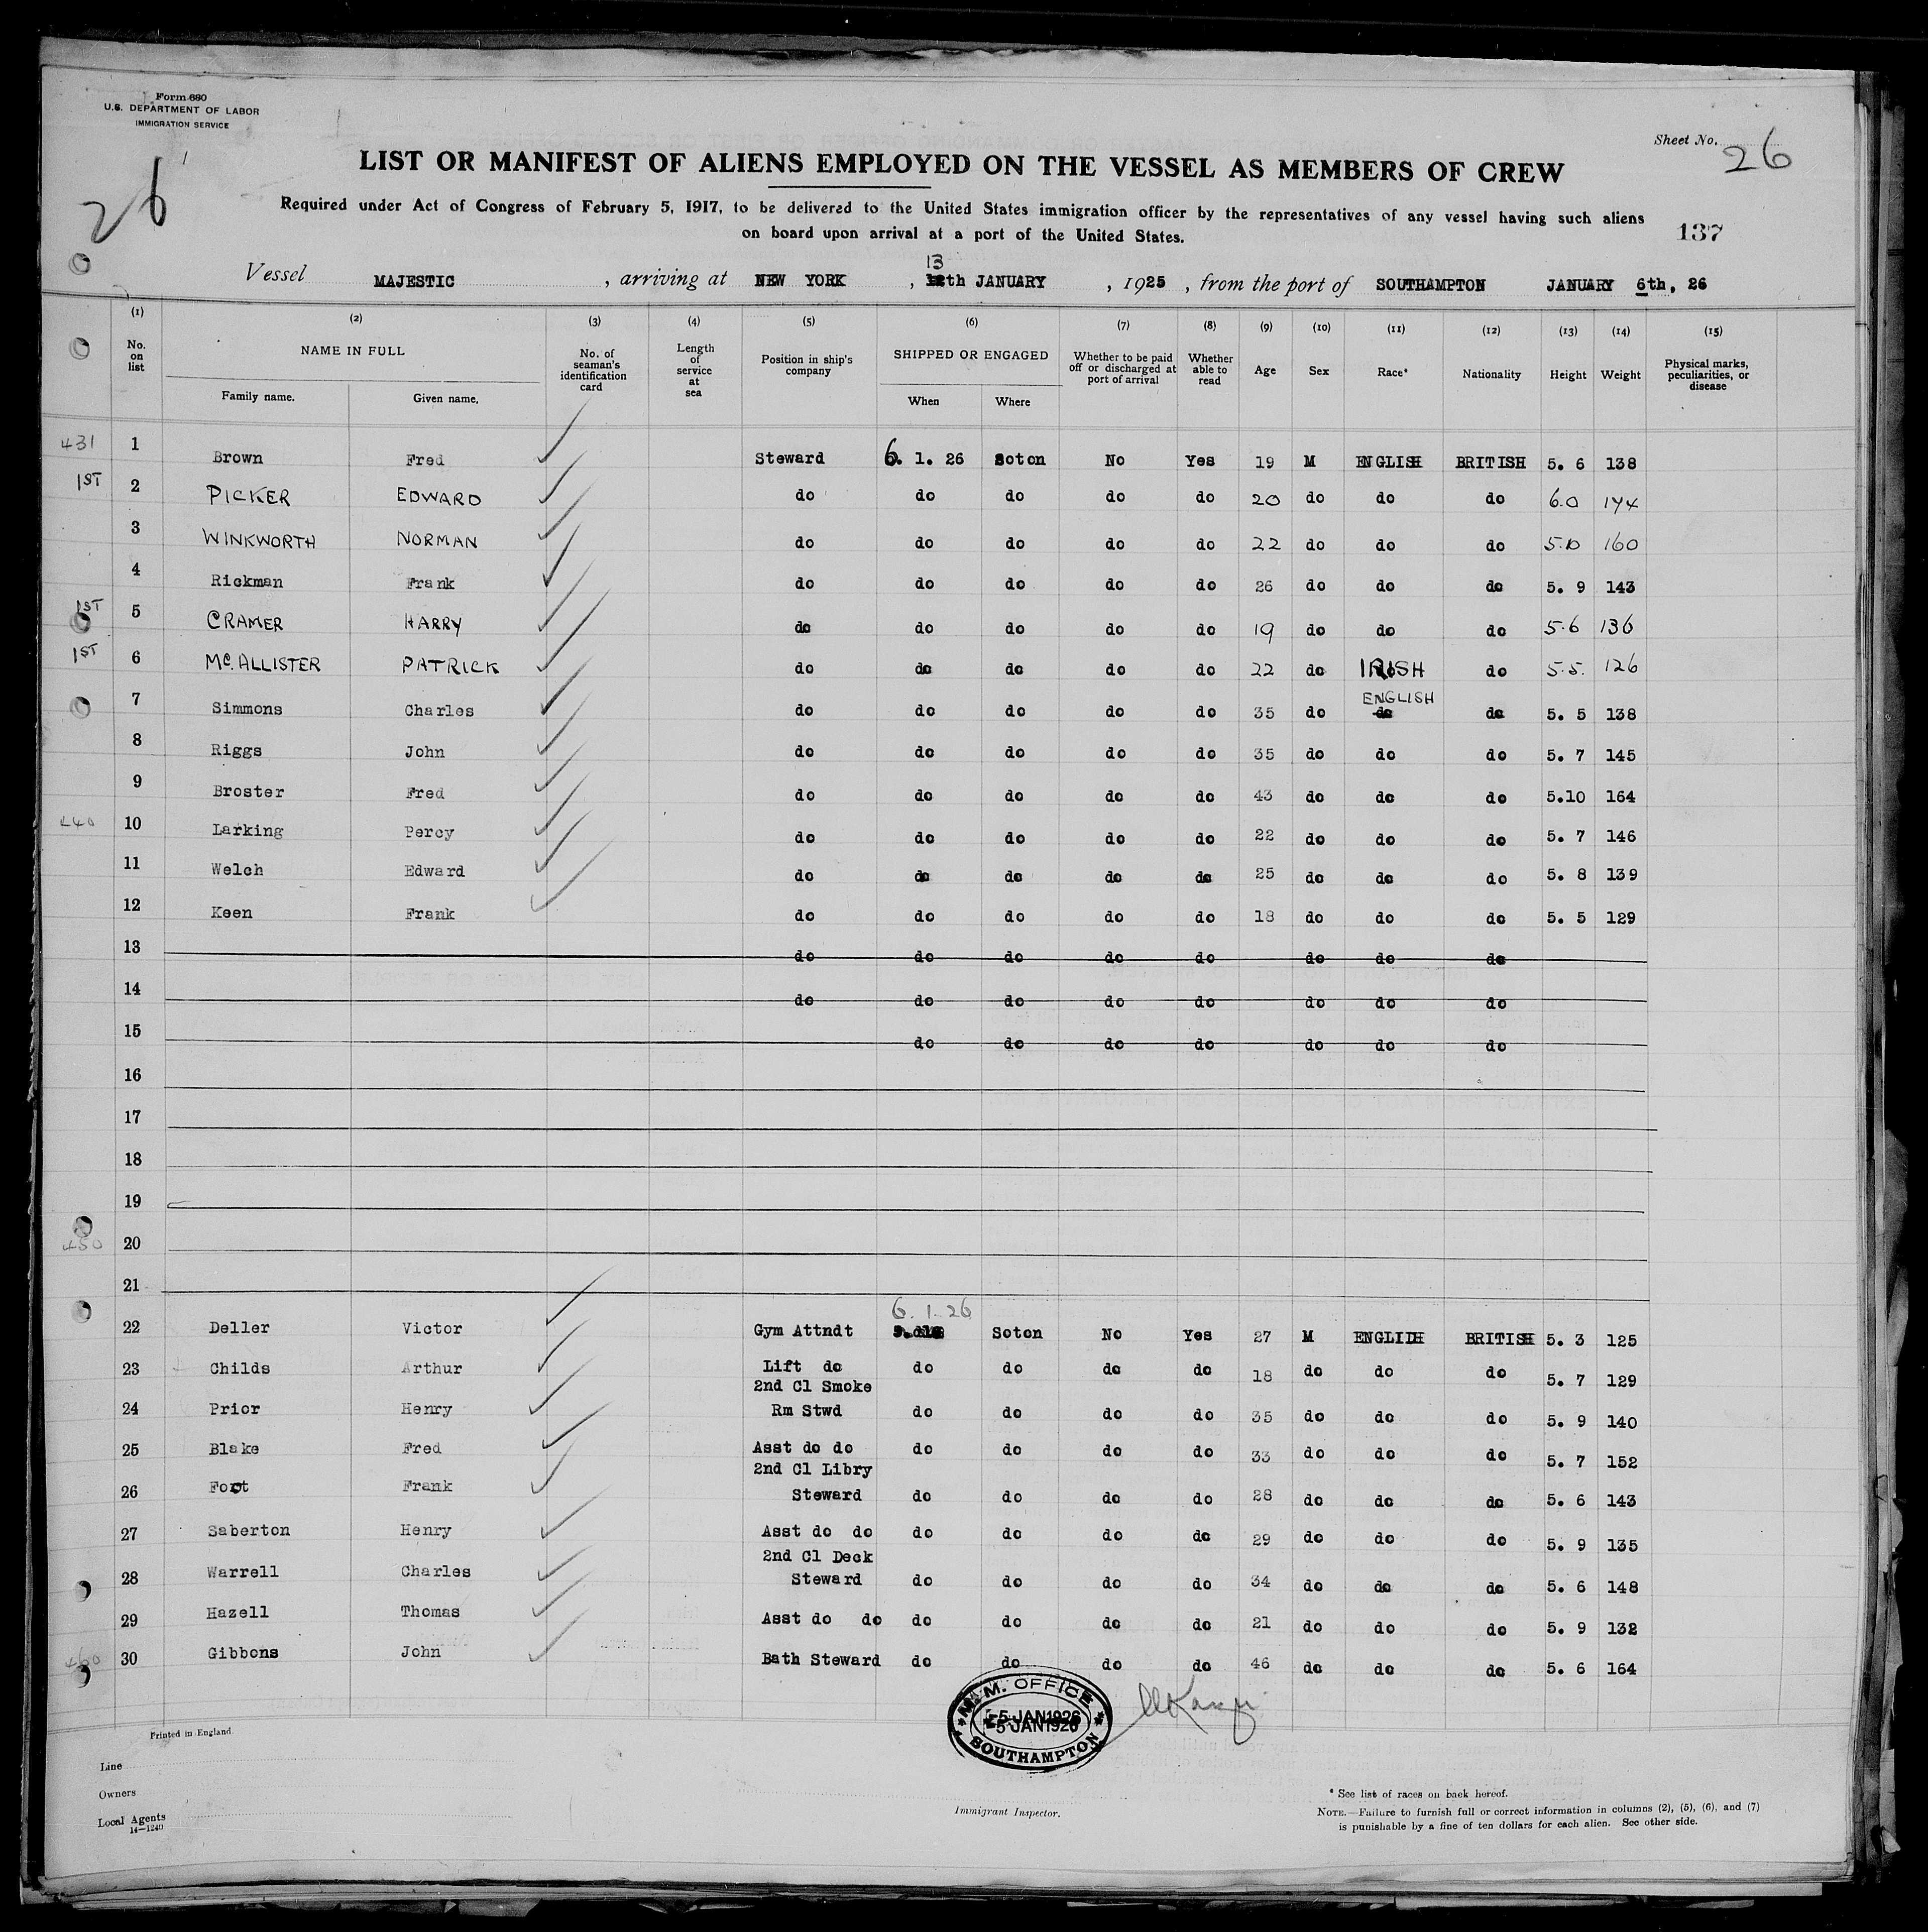 Form 680
U.S. DEPARTMENT OF LABOR
IMMIGRATION SERVICE
26
Sheet No. 26
LIST OR MANIFEST OF ALIENS EMPLOYED ON THE VESSEL AS MEMBERS OF CREW
Required under Act of Congress of February 5, 1917, to be delivered to the United States immigration officer by the representatives of any vessel having such aliens
on board upon arrival at a port of the United States.
137
13
Vessel MAJESTIC , arriving at NEW YORK , 12th JANUARY , 1925 , from the port of SOUTHAMPTON JANUARY 6th, 26
(1) (2) (3) (4) (5) (6) (7) (8) (9) (10) (11) (12) (13) (14) (15)
No. on list NAME IN FULL No. of seaman's identification card Length of service at sea Position in ship's company SHIPPED OR ENGAGED Whether to be paid off or discharged at port of arrival Whether able to read Age Sex Race* Nationality Height Weight Physical marks, peculiarities, or disease
Family name. Given name. When Where
431 1 Brown Fred Steward 6. 1. 26 Soton No Yes 19 M ENGLISH BRITISH 5. 6 138
1ST 2 PICKER EDWARD do do do do do 20 do do do 6.0 174
3 WINKWORTH NORMAN do do do do do 22 do do do 5.10 160
4 Rickman Frank do do do do do 26 do do do 5. 9 143
1ST 5 CRAMER HARRY do do do do do 19 do do do 5.6 136
1ST 6 Mc.ALLISTER PATRICK do do do do do 22 do IRISH do 5.5. 126
ENGLISH
7 Simmons Charles do do do do do 35 do do do 5. 5 138
8 Riggs John do do do do do 35 do do do 5. 7 145
9 Broster Fred do do do do do 43 do do do 5.10 164
440 10 Larking Percy do do do do do 22 do do do 5. 7 146
11 Welch Edward do do do do do 25 do do do 5. 8 139
12 Keen Frank do do do do do 18 do do do 5. 5 129
13 do do do do do do do do
14 do do do do do do do do
15 do do do do do do do
16
17
18
19
450 20
21
6. 1. 26
22 Deller Victor Gym Attndt Soton No Yes 27 M ENGLISH BRITISH 5. 3 125
23 Childs Arthur Lift do do do do do 18 do do do 5. 7 129
2nd Cl Smoke
24 Prior Henry Rm Stwd do do do do 35 do do do 5. 9 140
25 Blake Fred Asst do do do do do do 33 do do do 5. 7 152
2nd Cl Libry
26 Foot Frank Steward do do do do 28 do do do 5. 6 143
27 Saberton Henry Asst do do do do do do 29 do do do 5. 9 135
2nd Cl Deck
28 Warrell Charles Steward do do do do 34 do do do 5. 6 148
29 Hazell Thomas Asst do do do do do do 21 do do do 5. 9 132
460 30 Gibbons John Bath Steward do do do do 46 do do do 5. 6 164
M.M. OFFICE
5 JAN 1926
5 JAN 1926
SOUTHAMPTON
Printed in England.
Line
Owners
Local Agents
14—1240
Immigrant Inspector.
* See list of races on back hereof.
NOTE.—Failure to furnish full or correct information in columns (2), (5), (6), and (7)
is punishable by a fine of ten dollars for each alien. See other side.